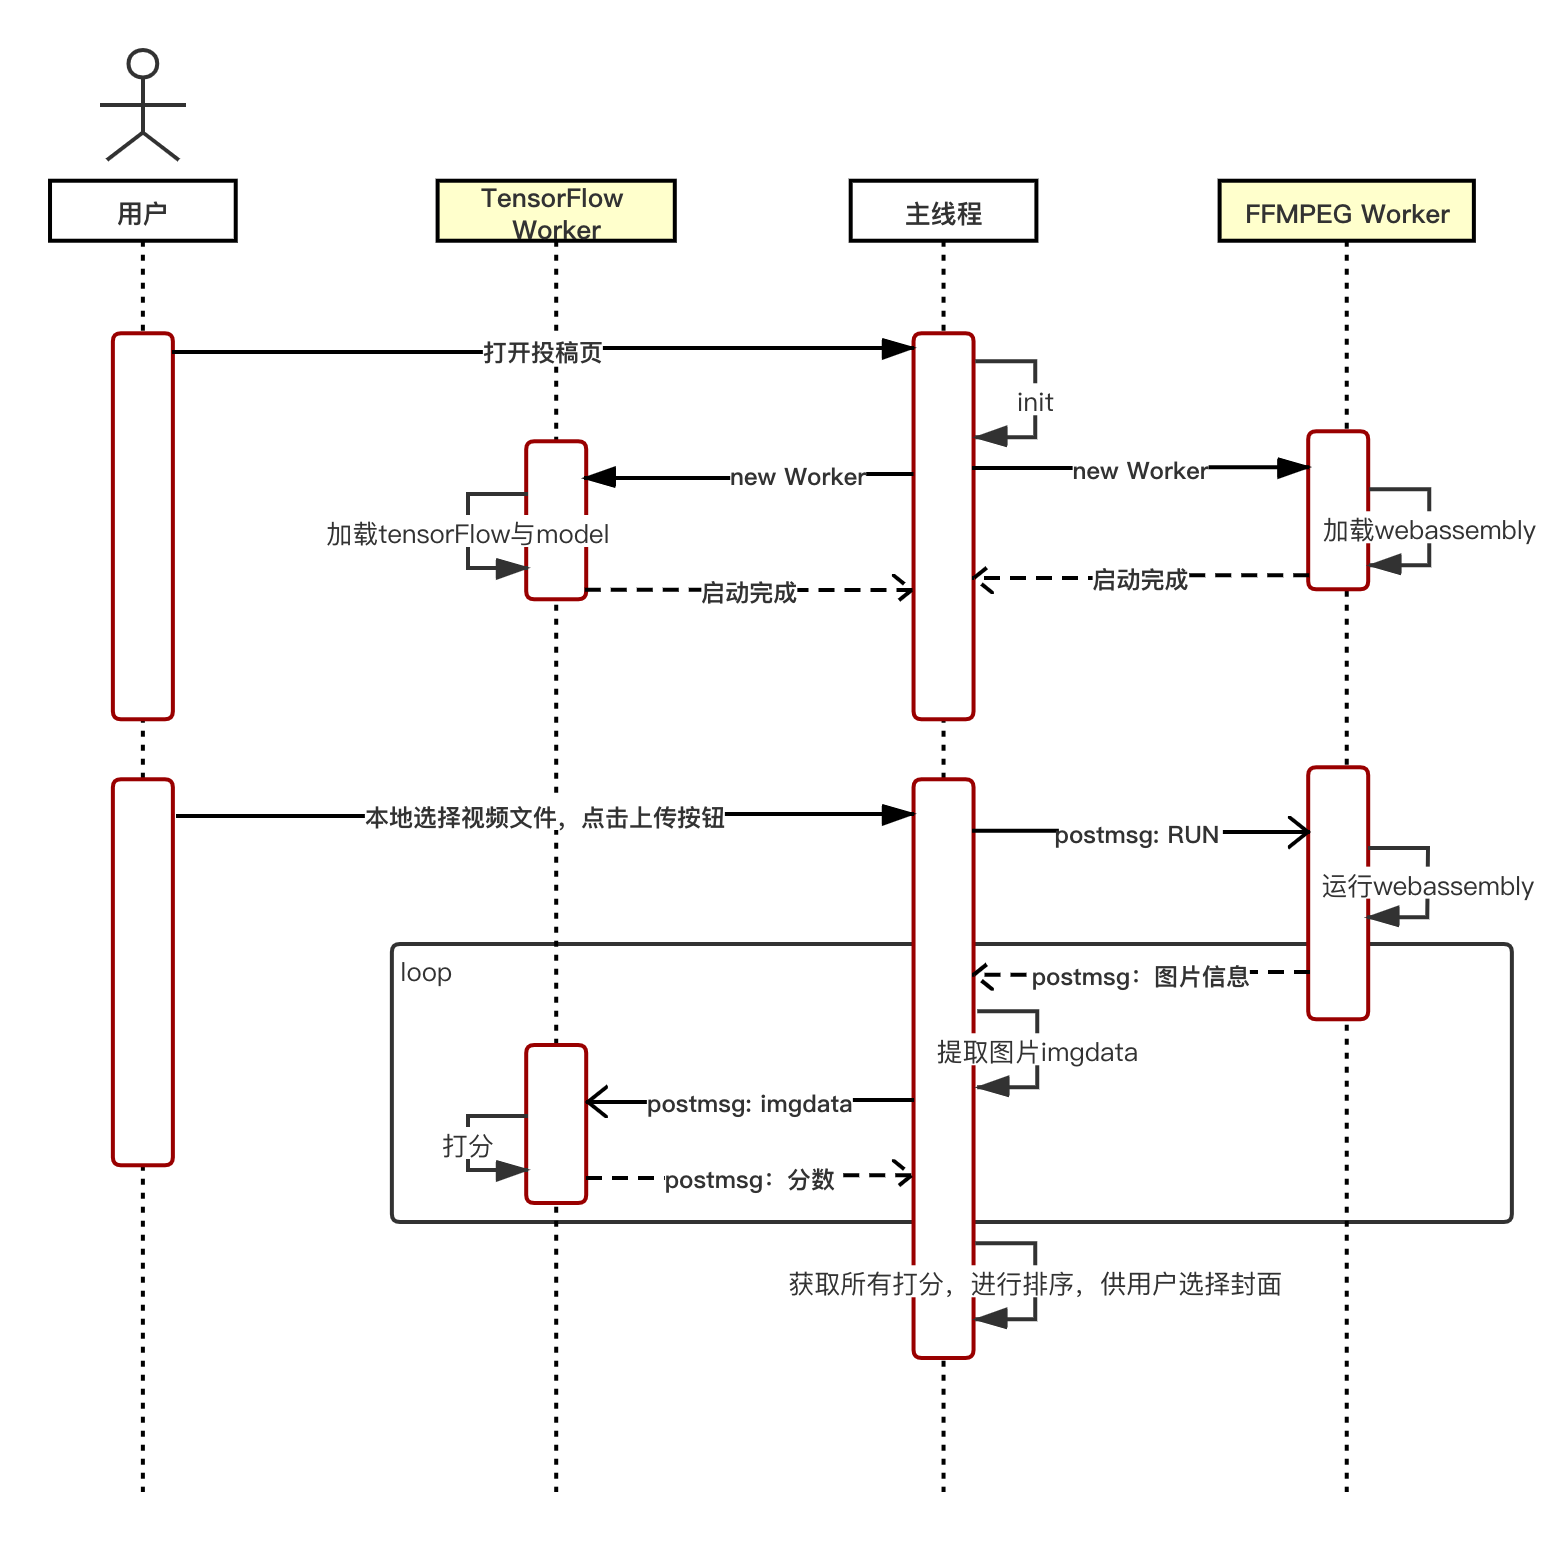 用户
TensorFlow
Worker
主线程
FFMPEG Worker
打开投稿页
init
new Worker
new Worker
加载tensorFlow与model
加载webassembly
启动完成
启动完成
本地选择视频文件，点击上传按钮
postmsg: RUN
运行webassembly
loop
postmsg：图片信息
提取图片imgdata
postmsg: imgdata
打分
postmsg：分数
获取所有打分，进行排序，供用户选择封面